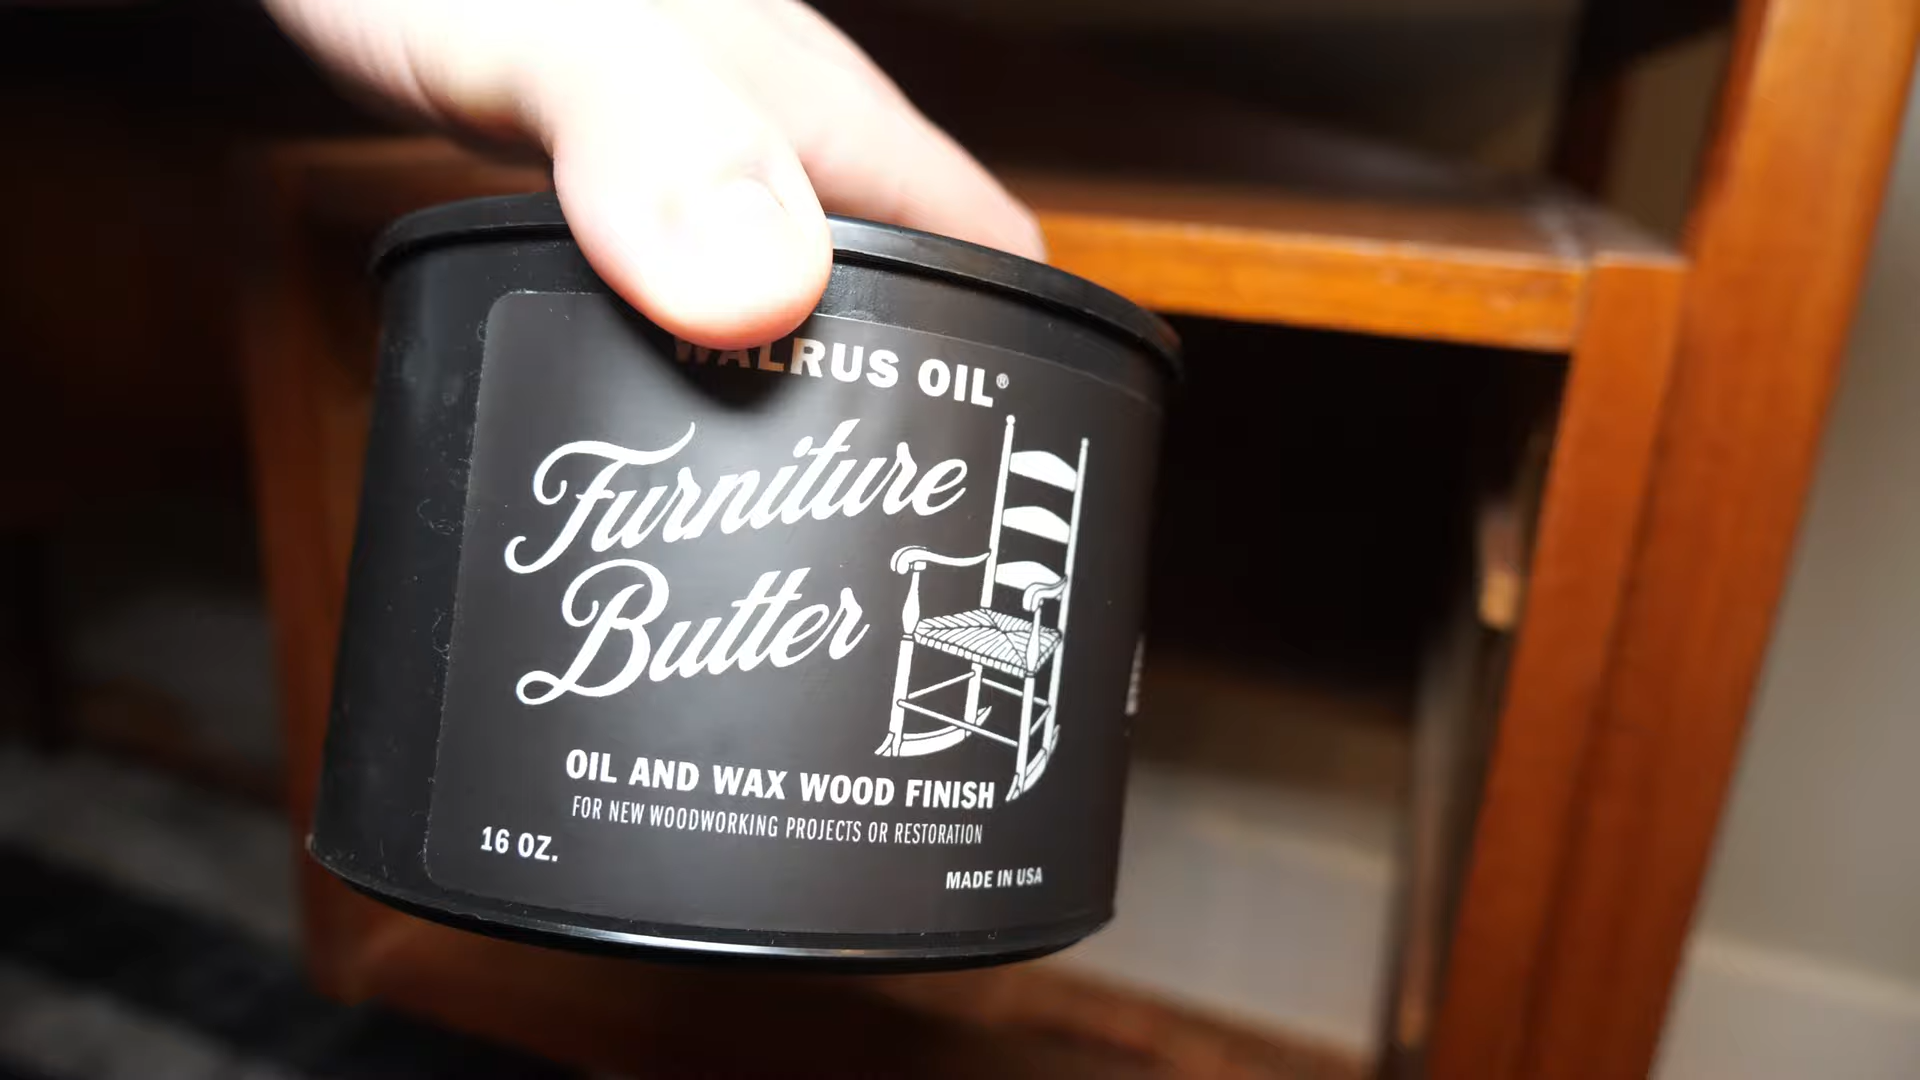 WALRUS OIL®
Furniture
Butter
OIL AND WAX WOOD FINISH
FOR NEW WOODWORKING PROJECTS OR RESTORATION
16 OZ.
MADE IN USA